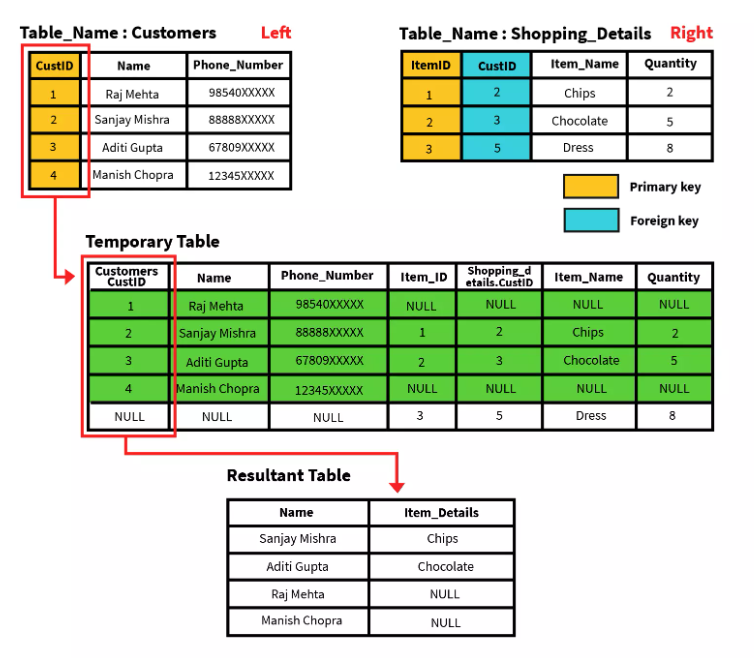 Table_Name : Customers Left
CustID Name Phone_Number
1 Raj Mehta 98540XXXXX
2 Sanjay Mishra 88888XXXXX
3 Aditi Gupta 67809XXXXX
4 Manish Chopra 12345XXXXX
Table_Name : Shopping_Details Right
ItemID CustID Item_Name Quantity
1 2 Chips 2
2 3 Chocolate 5
3 5 Dress 8
Primary key
Foreign key
Temporary Table
Customers
CustID Name Phone_Number Item_ID Shopping_d
etails.CustID Item_Name Quantity
1 Raj Mehta 98540XXXXX NULL NULL NULL NULL
2 Sanjay Mishra 88888XXXXX 1 2 Chips 2
3 Aditi Gupta 67809XXXXX 2 3 Chocolate 5
4 Manish Chopra 12345XXXXX NULL NULL NULL NULL
NULL NULL NULL 3 5 Dress 8
Resultant Table
Name Item_Details
Sanjay Mishra Chips
Aditi Gupta Chocolate
Raj Mehta NULL
Manish Chopra NULL